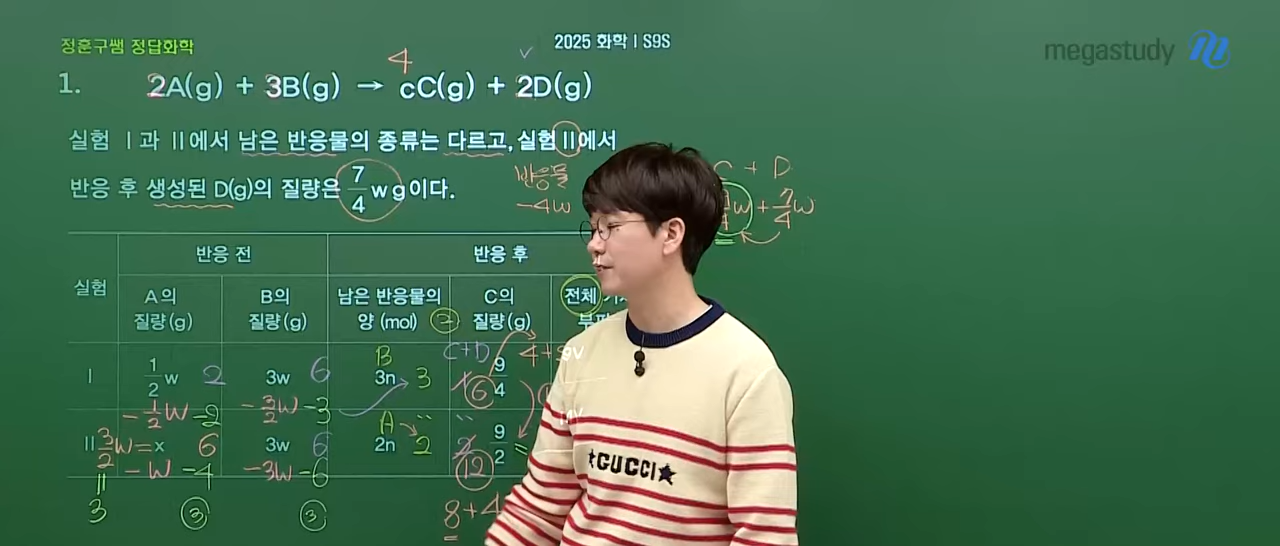 정훈구쌤 정답화학
2025 화학 I S9S
megastudy
4
1. 2A(g) + 3B(g) → cC(g) + 2D(g)
실험 I 과 II에서 남은 반응물의 종류는 다르고, 실험 II에서
반응 후 생성된 D(g)의 질량은 7/4 w g이다.
반응물
-4w
C + D
w + 7/4 w
반응 전 반응 후
실험 A의 질량(g) B의 질량(g) 남은 반응물의 양 (mol) C의 질량(g) 전체
I 1/2 w 2 3w 6 B 3n 3 C+D 6 9/4 4+ 9V
-1/2 w -2 -3/2 w -3
II 3/2 w = x 6 3w 6 A 2n 2 12 9/2 =
-w -4 -3w -6
3 3 3 8+4
GUCCI